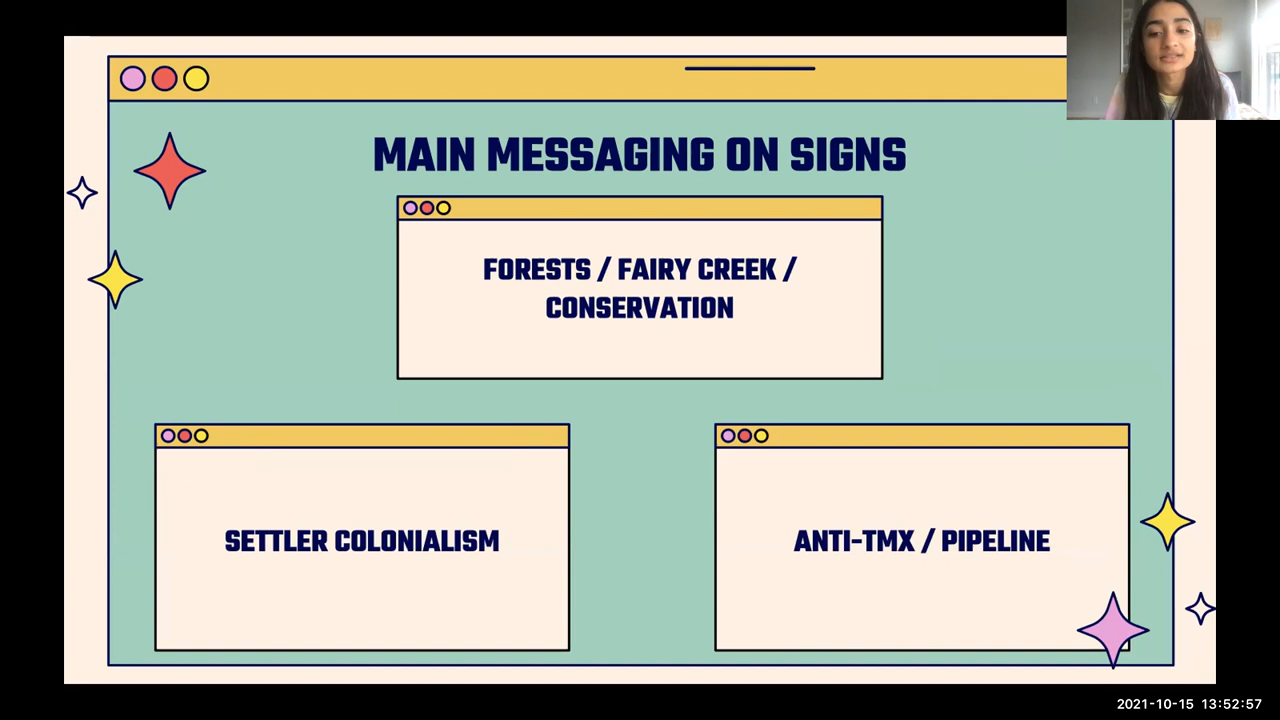 MAIN MESSAGING ON SIGNS
FORESTS / FAIRY CREEK /
CONSERVATION
SETTLER COLONIALISM
ANTI-TMX / PIPELINE
2021-10-15 13:52:57